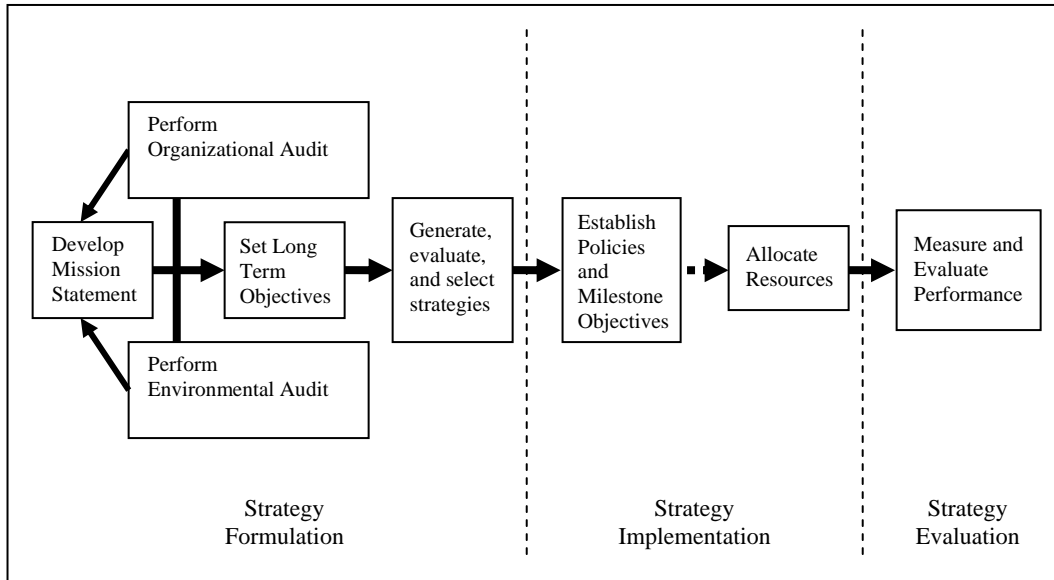 Perform
Organizational Audit
Develop
Mission
Statement
Perform
Environmental Audit
Set Long
Term
Objectives
Generate,
evaluate,
and select
strategies
Establish
Policies
and
Milestone
Objectives
Allocate
Resources
Measure and
Evaluate
Performance
Strategy
Formulation
Strategy
Implementation
Strategy
Evaluation